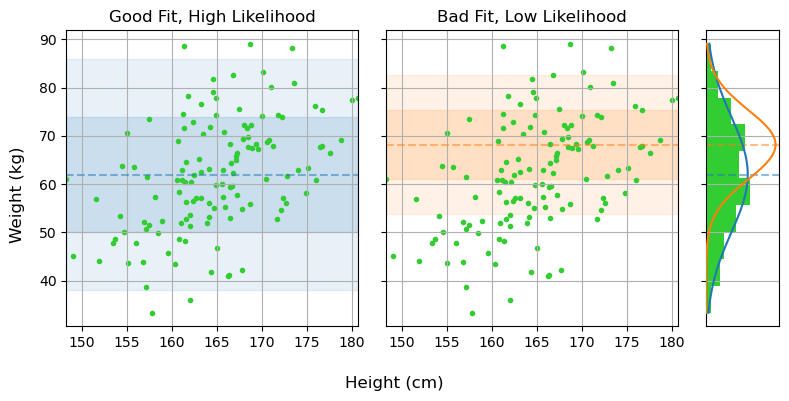 Good Fit, High Likelihood
Bad Fit, Low Likelihood
Weight (kg)
90
80
70
60
50
40
150 155 160 165 170 175 180
150 155 160 165 170 175 180
Height (cm)